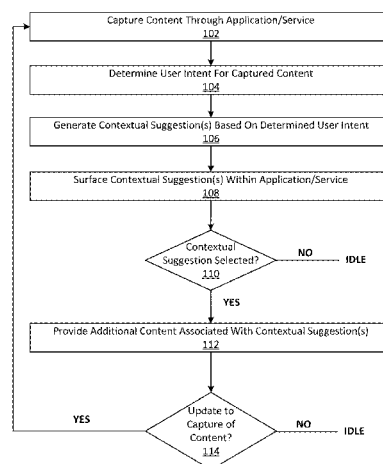 Capture Content Through Application/Service
102
Determine User Intent For Captured Content
104
Generate Contextual Suggestion(s) Based On Determined User Intent
106
Surface Contextual Suggestion(s) Within Application/Service
108
Contextual
Suggestion Selected?
110
NO
IDLE
YES
Provide Additional Content Associated With Contextual Suggestion(s)
112
YES
Update to
Capture of
Content?
114
NO
IDLE